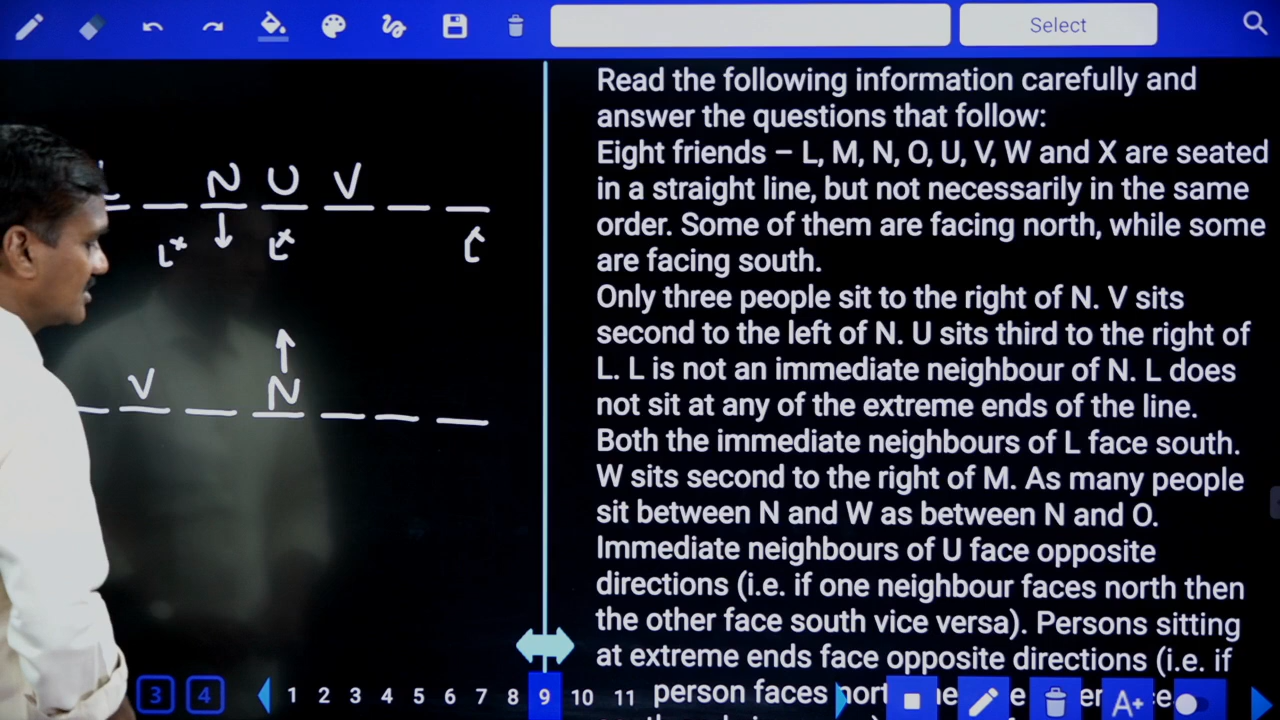 Select
Read the following information carefully and
answer the questions that follow:
Eight friends – L, M, N, O, U, V, W and X are seated
in a straight line, but not necessarily in the same
order. Some of them are facing north, while some
are facing south.
Only three people sit to the right of N. V sits
second to the left of N. U sits third to the right of
L. L is not an immediate neighbour of N. L does
not sit at any of the extreme ends of the line.
Both the immediate neighbours of L face south.
W sits second to the right of M. As many people
sit between N and W as between N and O.
Immediate neighbours of U face opposite
directions (i.e. if one neighbour faces north then
the other face south vice versa). Persons sitting
at extreme ends face opposite directions (i.e. if
person faces
N U V
V N
3 4 1 2 3 4 5 6 7 8 9 10 11
A+